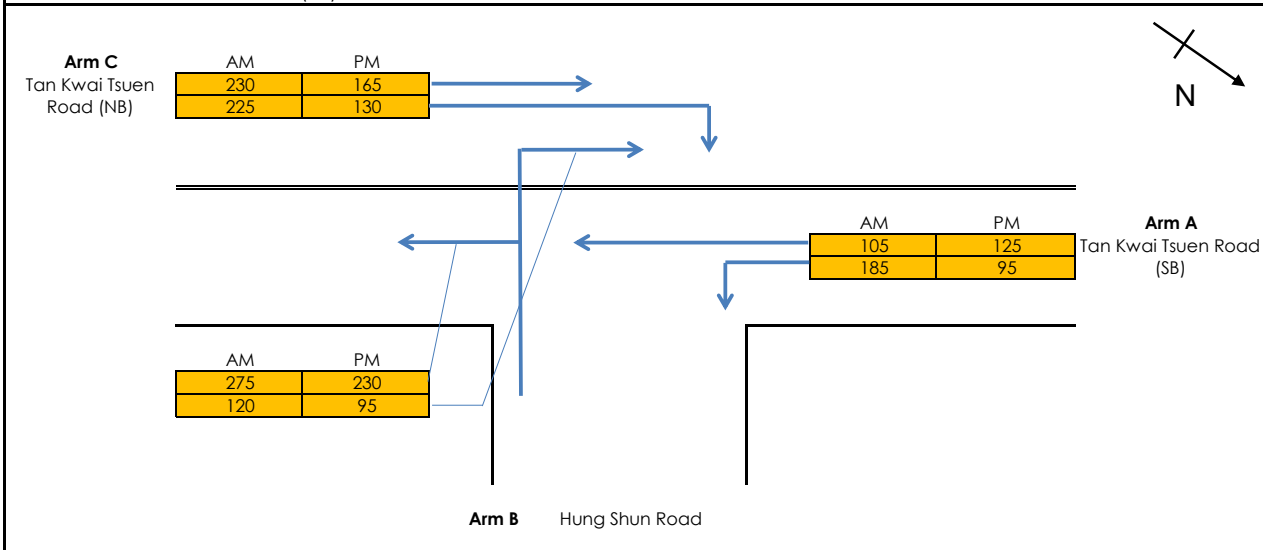 Arm C AM PM
Tan Kwai Tsuen 230 165
Road (NB) 225 130
N
AM PM Arm A
105 125 Tan Kwai Tsuen Road
185 95 (SB)
AM PM
275 230
120 95
Arm B Hung Shun Road